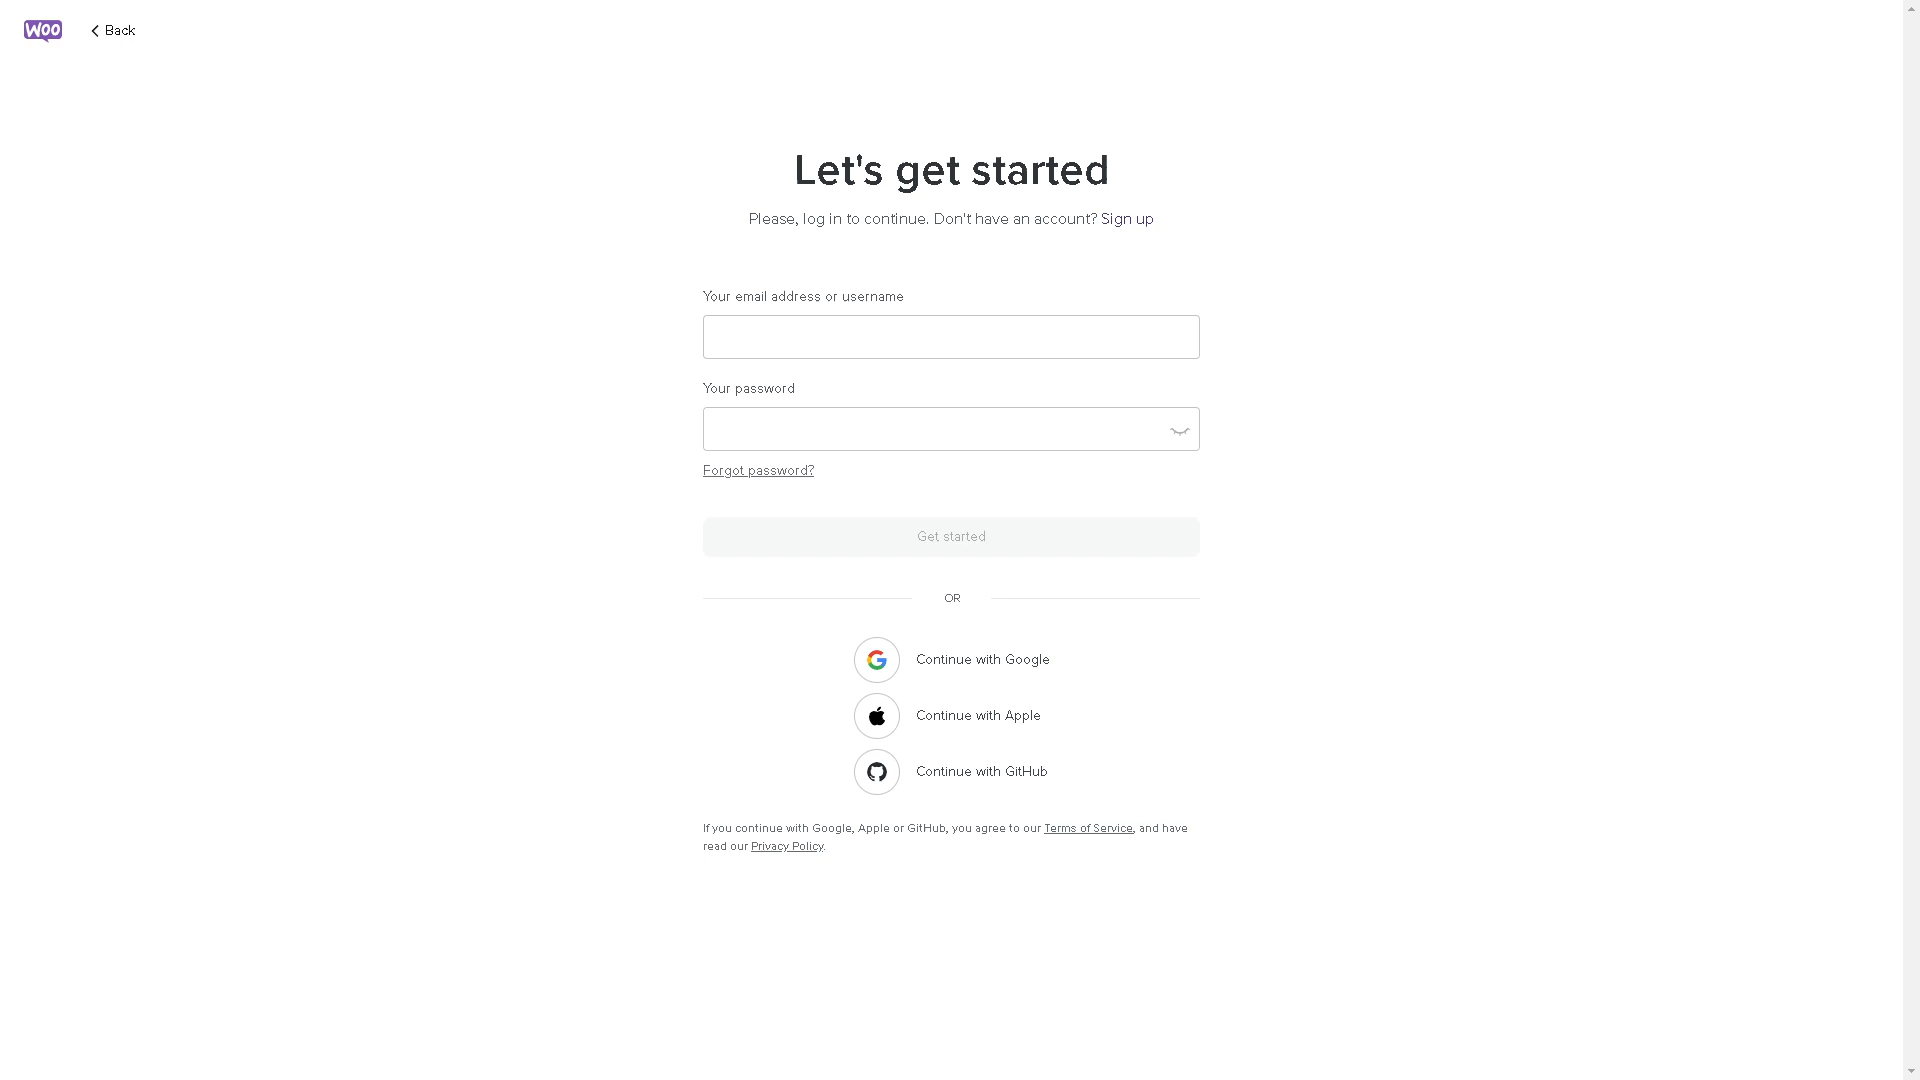 Woo
Back
Let's get started
Please, log in to continue. Don't have an account? Sign up
Your email address or username
Your password
Forgot password?
Get started
OR
Continue with Google
Continue with Apple
Continue with GitHub
If you continue with Google, Apple or GitHub, you agree to our Terms of Service, and have
read our Privacy Policy.